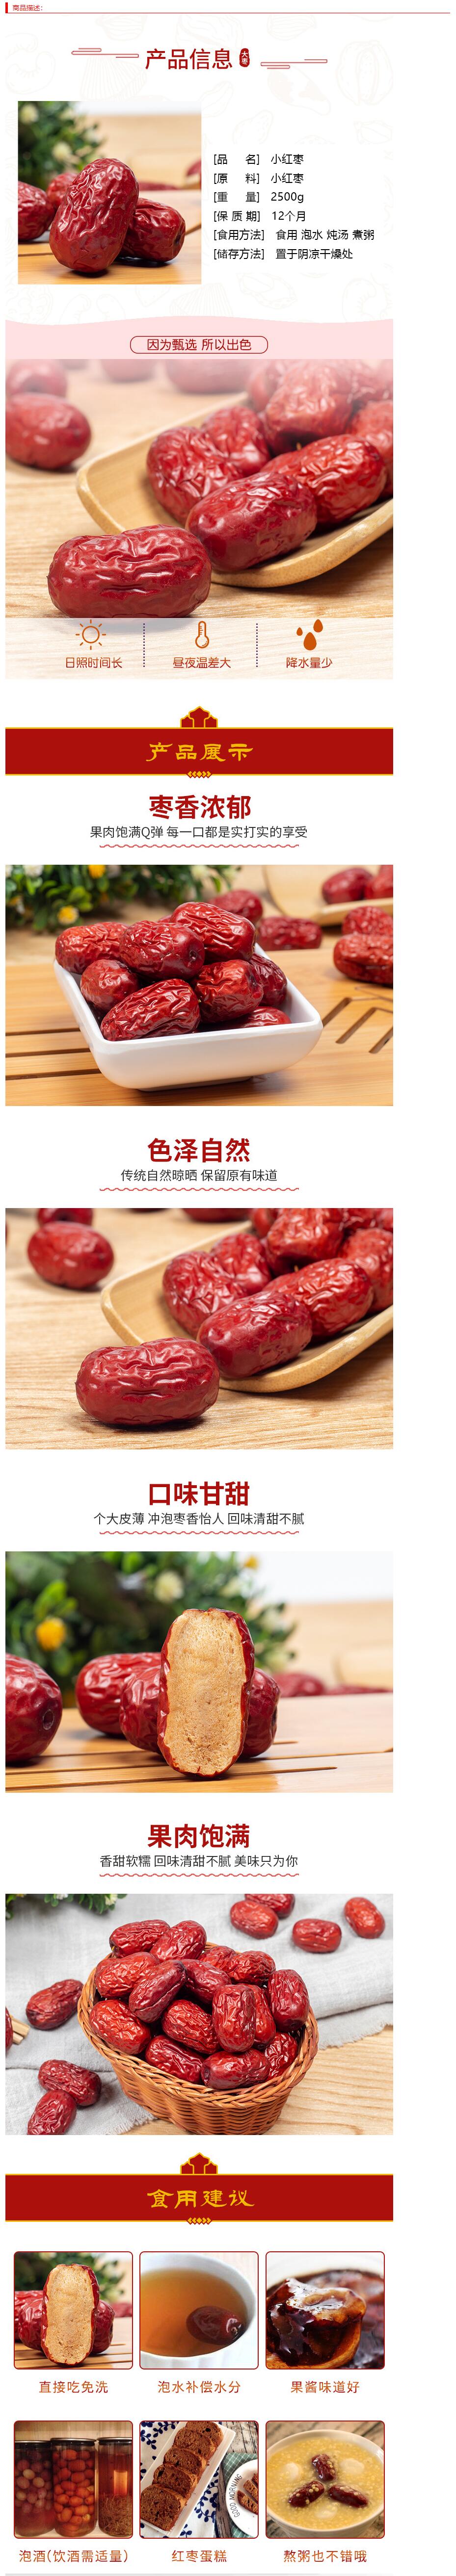 商品描述:
产品信息 大枣
[品 名] 小红枣
[原 料] 小红枣
[重 量] 2500g
[保 质 期] 12个月
[食用方法] 食用 泡水 炖汤 煮粥
[储存方法] 置于阴凉干燥处
因为甄选 所以出色
日照时间长 昼夜温差大 降水量少
产品展示
枣香浓郁
果肉饱满Q弹 每一口都是实打实的享受
色泽自然
传统自然晾晒 保留原有味道
口味甘甜
个大皮薄 冲泡枣香怡人 回味清甜不腻
果肉饱满
香甜软糯 回味清甜不腻 美味只为你
食用建议
直接吃免洗 泡水补偿水分 果酱味道好
GOOD MORNING
泡酒(饮酒需适量) 红枣蛋糕 熬粥也不错哦